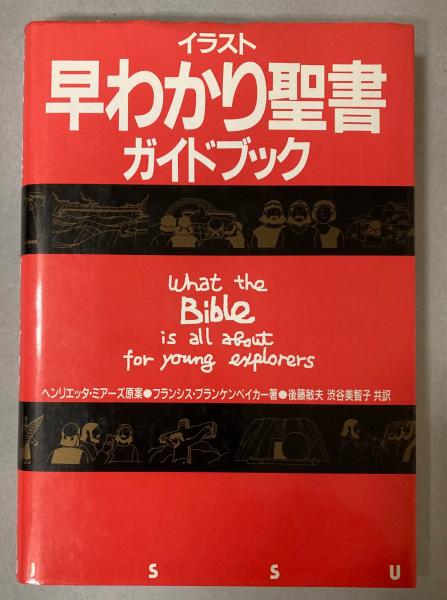 イラスト
早わかり聖書
ガイドブック
What the
Bible
is all about
for young explorers
ヘンリエッタ・ミアーズ原案●フランシス・ブランケンベイカー著●後藤敏夫 渋谷美智子 共訳
J S S U